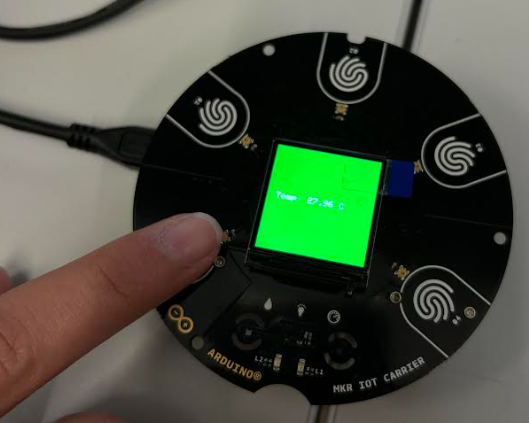 Temp: 27.96 C
ARDUINO®
MKR IOT CARRIER